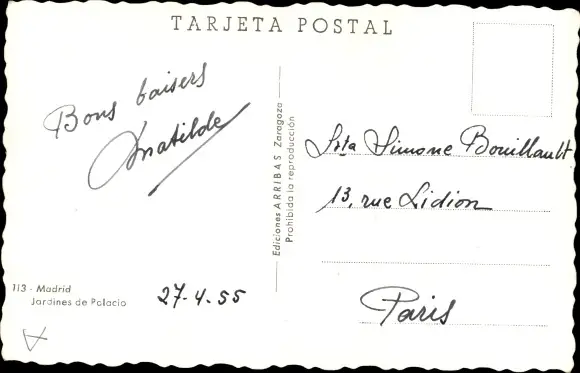 TARJETA POSTAL
Bons baisers
Matilde
113 - Madrid
Jardines de Palacio
27-4-55
Ediciones ARRIBAS Zaragoza
Prohibida la reproducción
Srta Simone Bouillault
13, rue Lidion
Paris